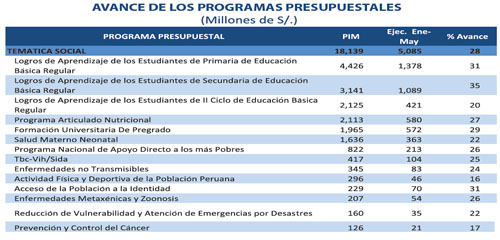 AVANCE DE LOS PROGRAMAS PRESUPUESTALES
(Millones de S/.)
PROGRAMA PRESUPUESTAL PIM Ejec. Ene-May % Avance
TEMATICA SOCIAL 18,139 5,085 28
Logros de Aprendizaje de los Estudiantes de Primaria de Educación
Básica Regular 4,426 1,378 31
Logros de Aprendizaje de los Estudiantes de Secundaria de Educación
Básica Regular 3,141 1,089 35
Logros de Aprendizaje de los Estudiantes de II Ciclo de Educación Básica
Regular 2,125 421 20
Programa Articulado Nutricional 2,113 580 27
Formación Universitaria De Pregrado 1,965 572 29
Salud Materno Neonatal 1,636 363 22
Programa Nacional de Apoyo Directo a los más Pobres 822 213 26
Tbc-Vih/Sida 417 104 25
Enfermedades no Transmisibles 345 83 24
Actividad Física y Deportiva de la Población Peruana 296 46 16
Acceso de la Población a la Identidad 229 70 31
Enfermedades Metaxénicas y Zoonosis 207 54 26
Reducción de Vulnerabilidad y Atención de Emergencias por Desastres 160 35 22
Prevención y Control del Cáncer 126 21 17